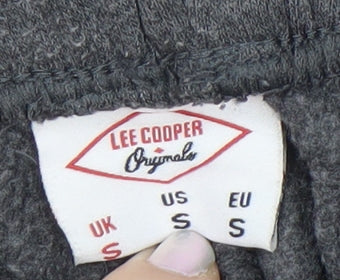 LEE COOPER
Originals
UK US EU
S S S